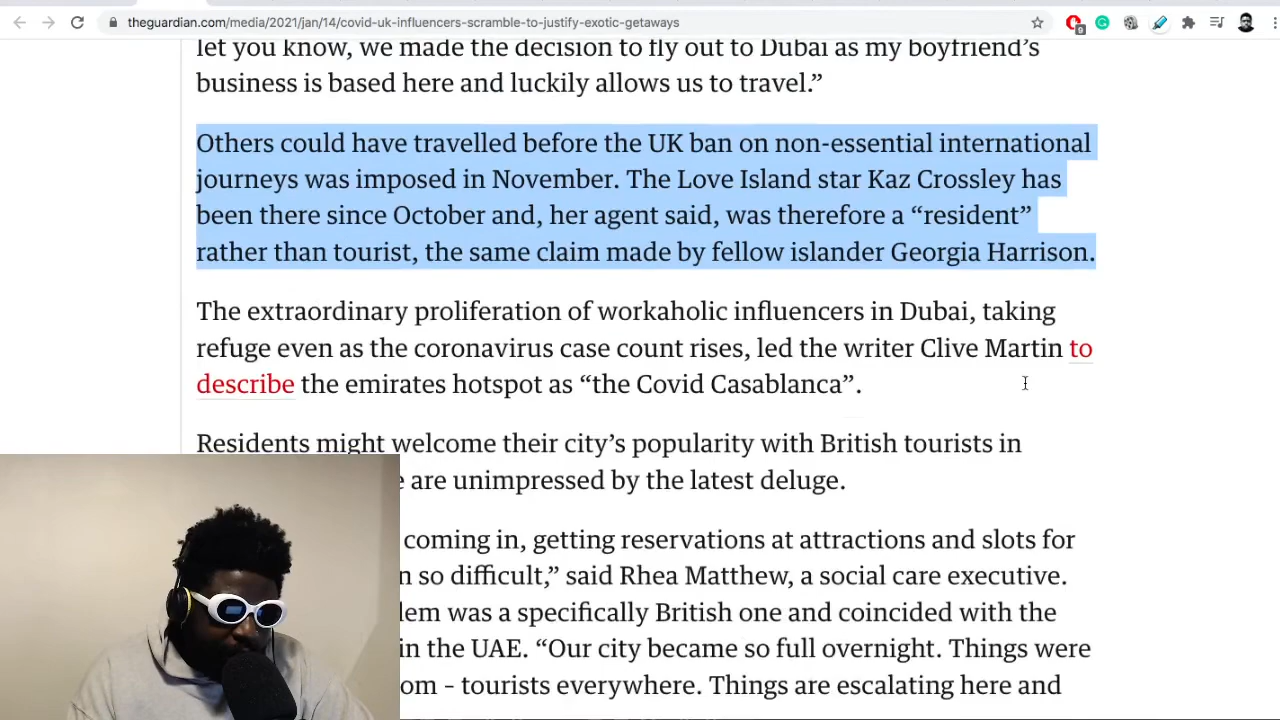 theguardian.com/media/2021/jan/14/covid-uk-influencers-scramble-to-justify-exotic-getaways
9
let you know, we made the decision to fly out to Dubai as my boyfriend’s
business is based here and luckily allows us to travel.”
Others could have travelled before the UK ban on non-essential international
journeys was imposed in November. The Love Island star Kaz Crossley has
been there since October and, her agent said, was therefore a “resident”
rather than tourist, the same claim made by fellow islander Georgia Harrison.
The extraordinary proliferation of workaholic influencers in Dubai, taking
refuge even as the coronavirus case count rises, led the writer Clive Martin to
describe the emirates hotspot as “the Covid Casablanca”.
Residents might welcome their city’s popularity with British tourists in
are unimpressed by the latest deluge.
coming in, getting reservations at attractions and slots for
so difficult,” said Rhea Matthew, a social care executive.
was a specifically British one and coincided with the
in the UAE. “Our city became so full overnight. Things were
– tourists everywhere. Things are escalating here and